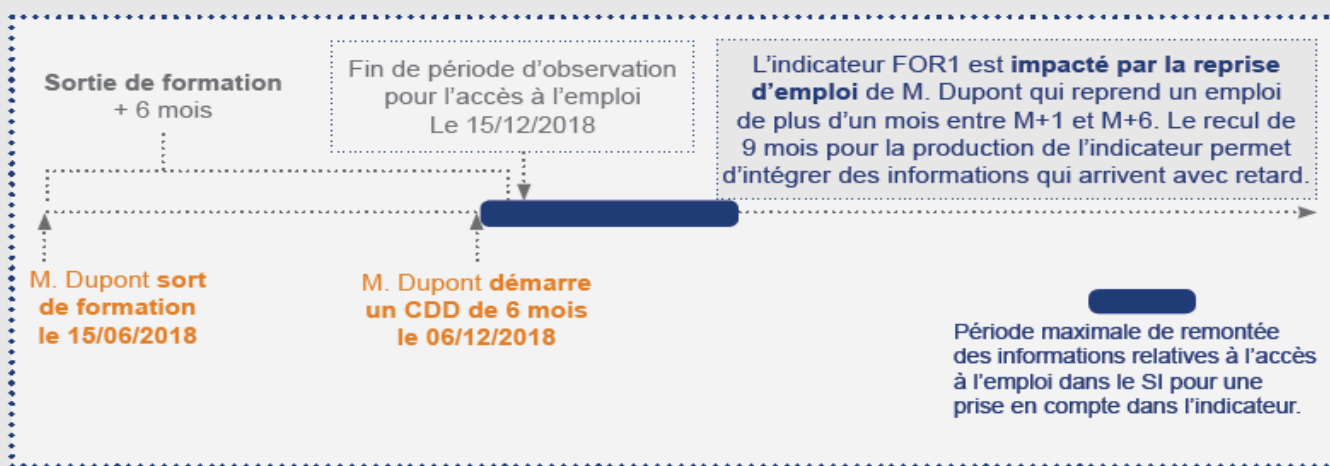 Sortie de formation
+ 6 mois
Fin de période d’observation
pour l’accès à l’emploi
Le 15/12/2018
L’indicateur FOR1 est impacté par la reprise
d’emploi de M. Dupont qui reprend un emploi
de plus d’un mois entre M+1 et M+6. Le recul de
9 mois pour la production de l’indicateur permet
d’intégrer des informations qui arrivent avec retard.
M. Dupont sort
de formation
le 15/06/2018
M. Dupont démarre
un CDD de 6 mois
le 06/12/2018
Période maximale de remontée
des informations relatives à l’accès
à l’emploi dans le SI pour une
prise en compte dans l’indicateur.